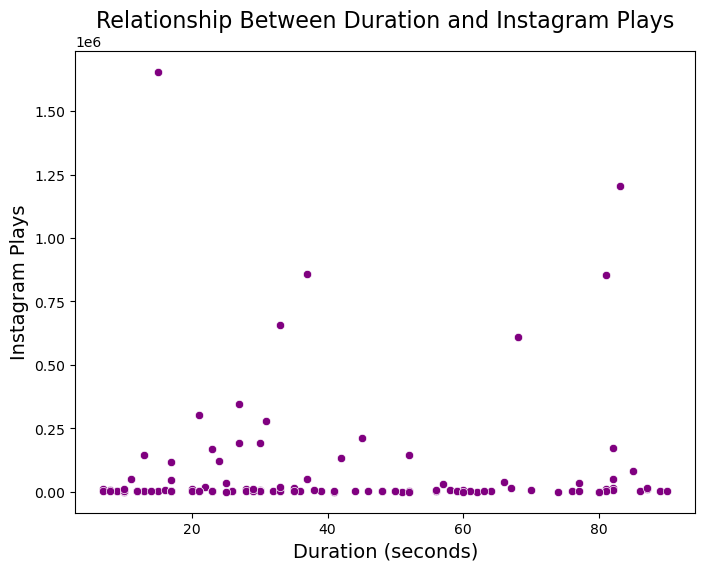 Relationship Between Duration and Instagram Plays
1e6
1.50
1.25
1.00
0.75
0.50
0.25
0.00
Instagram Plays
20 40 60 80
Duration (seconds)